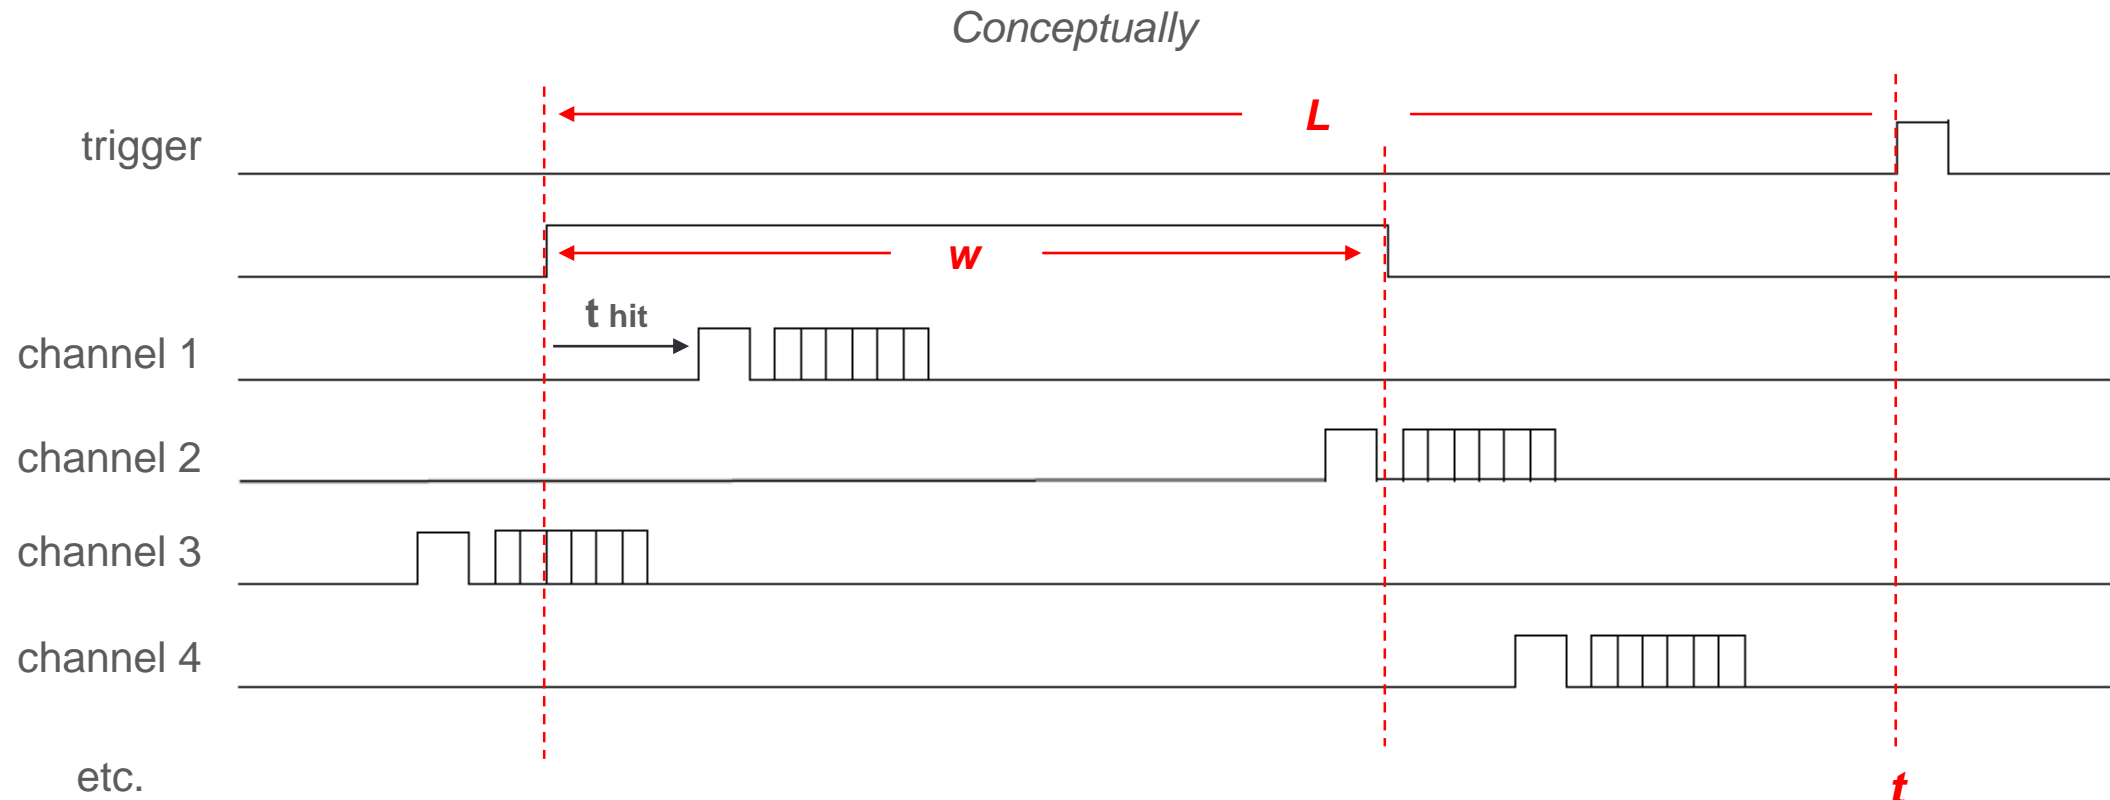 Conceptually
L
trigger
w
t hit
channel 1
channel 2
channel 3
channel 4
etc.
t